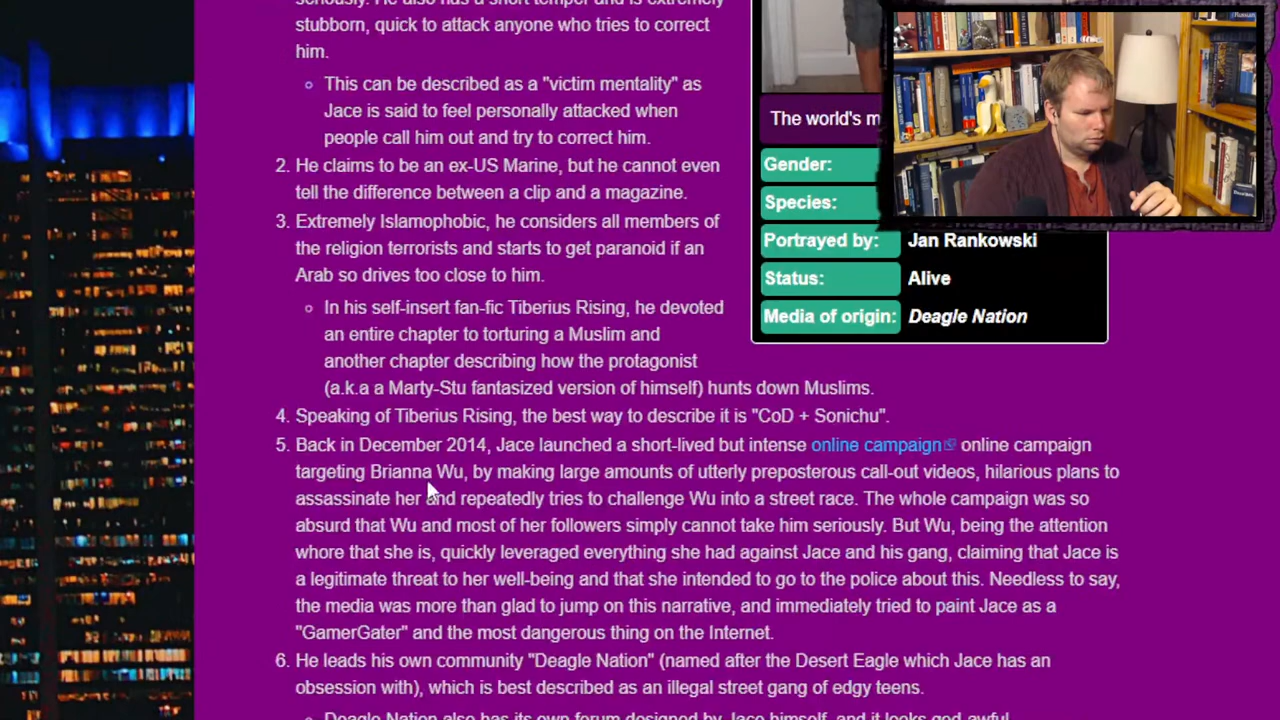 seriously. He also has a short temper and is extremely
stubborn, quick to attack anyone who tries to correct
him.
This can be described as a "victim mentality" as
Jace is said to feel personally attacked when
people call him out and try to correct him.
2. He claims to be an ex-US Marine, but he cannot even
tell the difference between a clip and a magazine.
3. Extremely Islamophobic, he considers all members of
the religion terrorists and starts to get paranoid if an
Arab so drives too close to him.
In his self-insert fan-fic Tiberius Rising, he devoted
an entire chapter to torturing a Muslim and
another chapter describing how the protagonist
(a.k.a a Marty-Stu fantasized version of himself) hunts down Muslims.
4. Speaking of Tiberius Rising, the best way to describe it is "CoD + Sonichu".
5. Back in December 2014, Jace launched a short-lived but intense online campaign online campaign
targeting Brianna Wu, by making large amounts of utterly preposterous call-out videos, hilarious plans to
assassinate her and repeatedly tries to challenge Wu into a street race. The whole campaign was so
absurd that Wu and most of her followers simply cannot take him seriously. But Wu, being the attention
whore that she is, quickly leveraged everything she had against Jace and his gang, claiming that Jace is
a legitimate threat to her well-being and that she intended to go to the police about this. Needless to say,
the media was more than glad to jump on this narrative, and immediately tried to paint Jace as a
"GamerGater" and the most dangerous thing on the Internet.
6. He leads his own community "Deagle Nation" (named after the Desert Eagle which Jace has an
obsession with), which is best described as an illegal street gang of edgy teens.
Deagle Nation also has its own forum designed by Jace himself, and it looks god-awful
The world's m
Gender:
Species:
Portrayed by: Jan Rankowski
Status: Alive
Media of origin: Deagle Nation